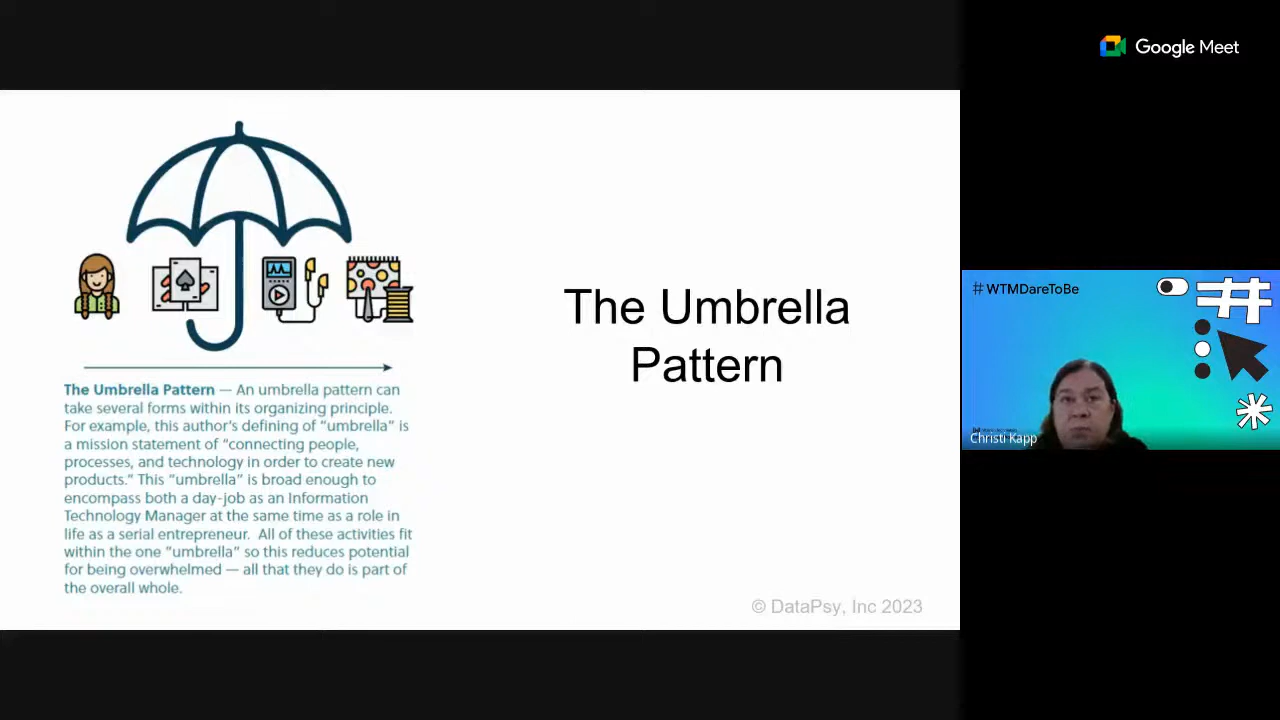 Google Meet
The Umbrella
Pattern
The Umbrella Pattern — An umbrella pattern can
take several forms within its organizing principle.
For example, this author's defining of "umbrella" is
a mission statement of "connecting people,
processes, and technology in order to create new
products." This "umbrella" is broad enough to
encompass both a day-job as an Information
Technology Manager at the same time as a role in
life as a serial entrepreneur. All of these activities fit
within the one "umbrella" so this reduces potential
for being overwhelmed — all that they do is part of
the overall whole.
© DataPsy, Inc 2023
# WTMDareToBe
Christi Kapp